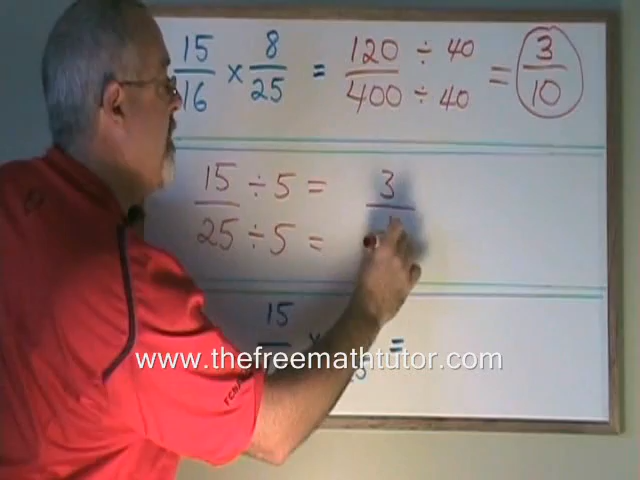 15/16 × 8/25 = 120 ÷ 40 / 400 ÷ 40 = 3/10
15 ÷ 5 = 3
25 ÷ 5 =
15
× =
www.thefreemathtutor.com